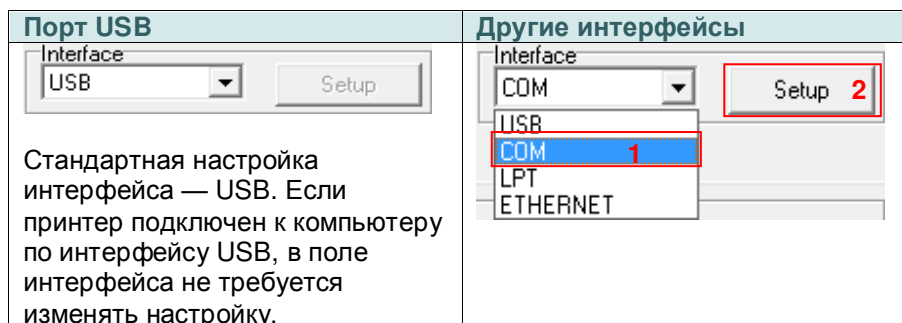 Порт USB
Interface
USB
Setup
Стандартная настройка
интерфейса — USB. Если
принтер подключен к компьютеру
по интерфейсу USB, в поле
интерфейса не требуется
изменять настройку.
Другие интерфейсы
Interface
COM
Setup 2
USB
COM 1
LPT
ETHERNET